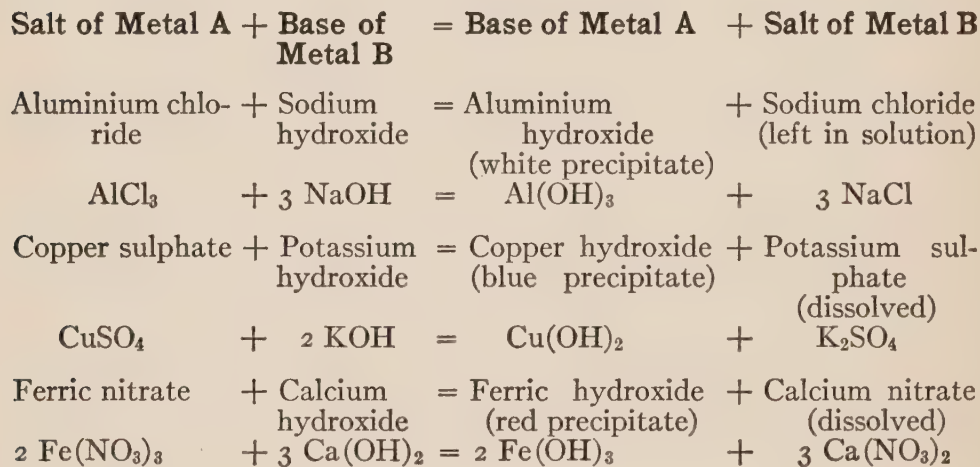 Salt of Metal A + Base of = Base of Metal A + Salt of Metal B
Metal B
Aluminium chlo- + Sodium = Aluminium + Sodium chloride
ride hydroxide hydroxide (left in solution)
(white precipitate)
AlCl₃ + 3 NaOH = Al(OH)₃ + 3 NaCl
Copper sulphate + Potassium = Copper hydroxide + Potassium sul-
hydroxide (blue precipitate) phate
(dissolved)
CuSO₄ + 2 KOH = Cu(OH)₂ + K₂SO₄
Ferric nitrate + Calcium = Ferric hydroxide + Calcium nitrate
hydroxide (red precipitate) (dissolved)
2 Fe(NO₃)₃ + 3 Ca(OH)₂ = 2 Fe(OH)₃ + 3 Ca(NO₃)₂